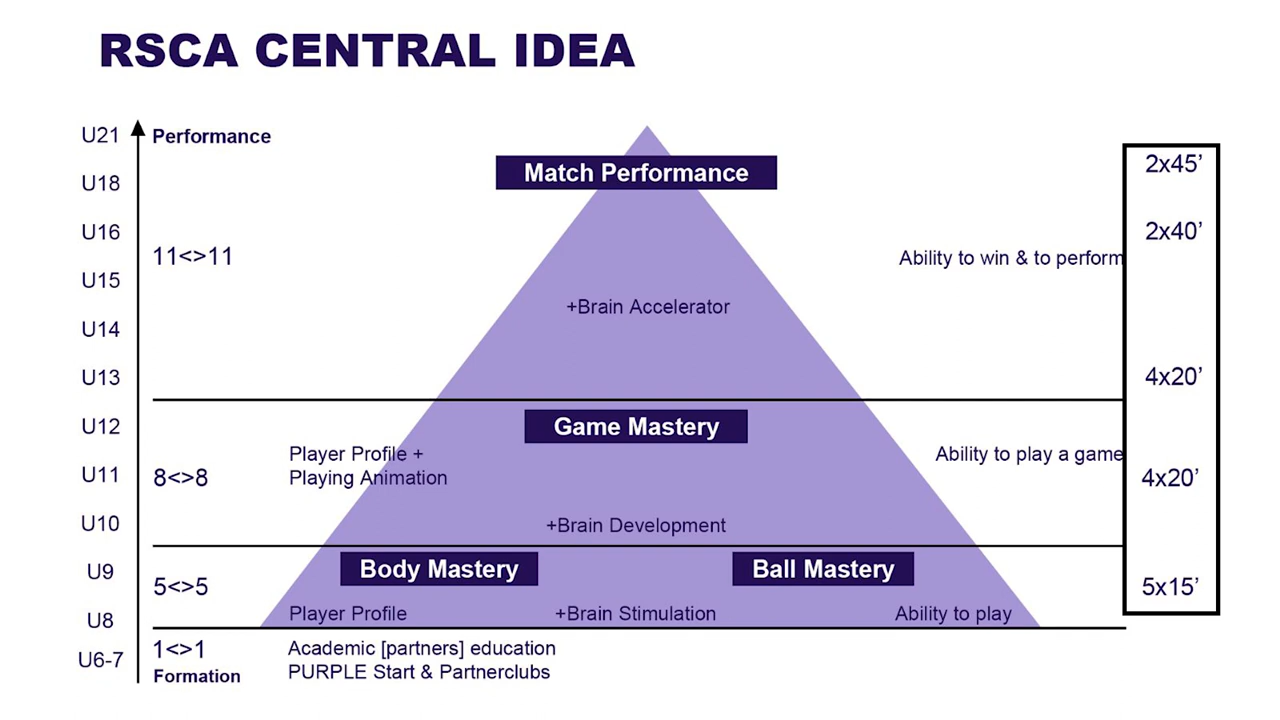 RSCA CENTRAL IDEA
U21
Performance
Match Performance
2x45’
U18
U16
2x40’
11<>11
Ability to win & to perform
U15
+Brain Accelerator
U14
U13
4x20’
U12
Game Mastery
Player Profile +
Playing Animation
Ability to play a game
U11
8<>8
4x20’
U10
+Brain Development
U9
Body Mastery
Ball Mastery
5<>5
5x15’
U8
Player Profile
+Brain Stimulation
Ability to play
U6-7
1<>1
Formation
Academic [partners] education
PURPLE Start & Partnerclubs